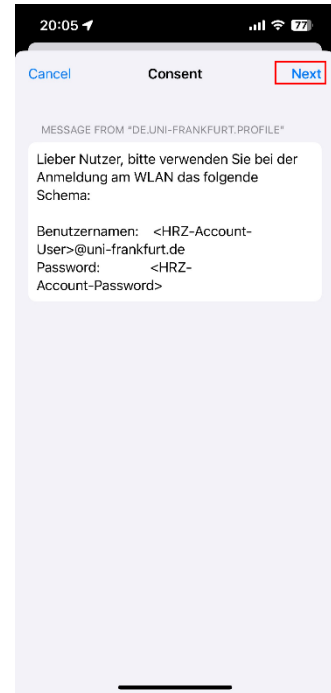 20:05
77
Cancel Consent Next
MESSAGE FROM "DE.UNI-FRANKFURT.PROFILE"
Lieber Nutzer, bitte verwenden Sie bei der
Anmeldung am WLAN das folgende
Schema:
Benutzernamen: <HRZ-Account-
User>@uni-frankfurt.de
Password: <HRZ-
Account-Password>